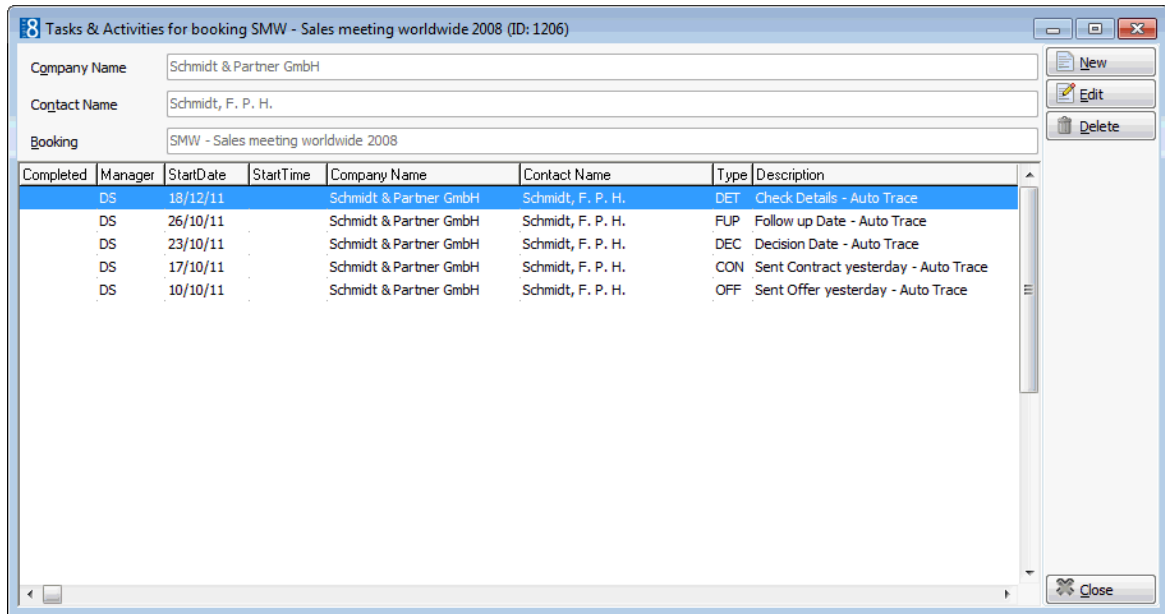 8 Tasks & Activities for booking SMW - Sales meeting worldwide 2008 (ID: 1206)
Company Name Schmidt & Partner GmbH New
Contact Name Schmidt, F. P. H. Edit
Booking SMW - Sales meeting worldwide 2008 Delete
Completed Manager StartDate StartTime Company Name Contact Name Type Description
DS 18/12/11 Schmidt & Partner GmbH Schmidt, F. P. H. DET Check Details - Auto Trace
DS 26/10/11 Schmidt & Partner GmbH Schmidt, F. P. H. FUP Follow up Date - Auto Trace
DS 23/10/11 Schmidt & Partner GmbH Schmidt, F. P. H. DEC Decision Date - Auto Trace
DS 17/10/11 Schmidt & Partner GmbH Schmidt, F. P. H. CON Sent Contract yesterday - Auto Trace
DS 10/10/11 Schmidt & Partner GmbH Schmidt, F. P. H. OFF Sent Offer yesterday - Auto Trace
Close